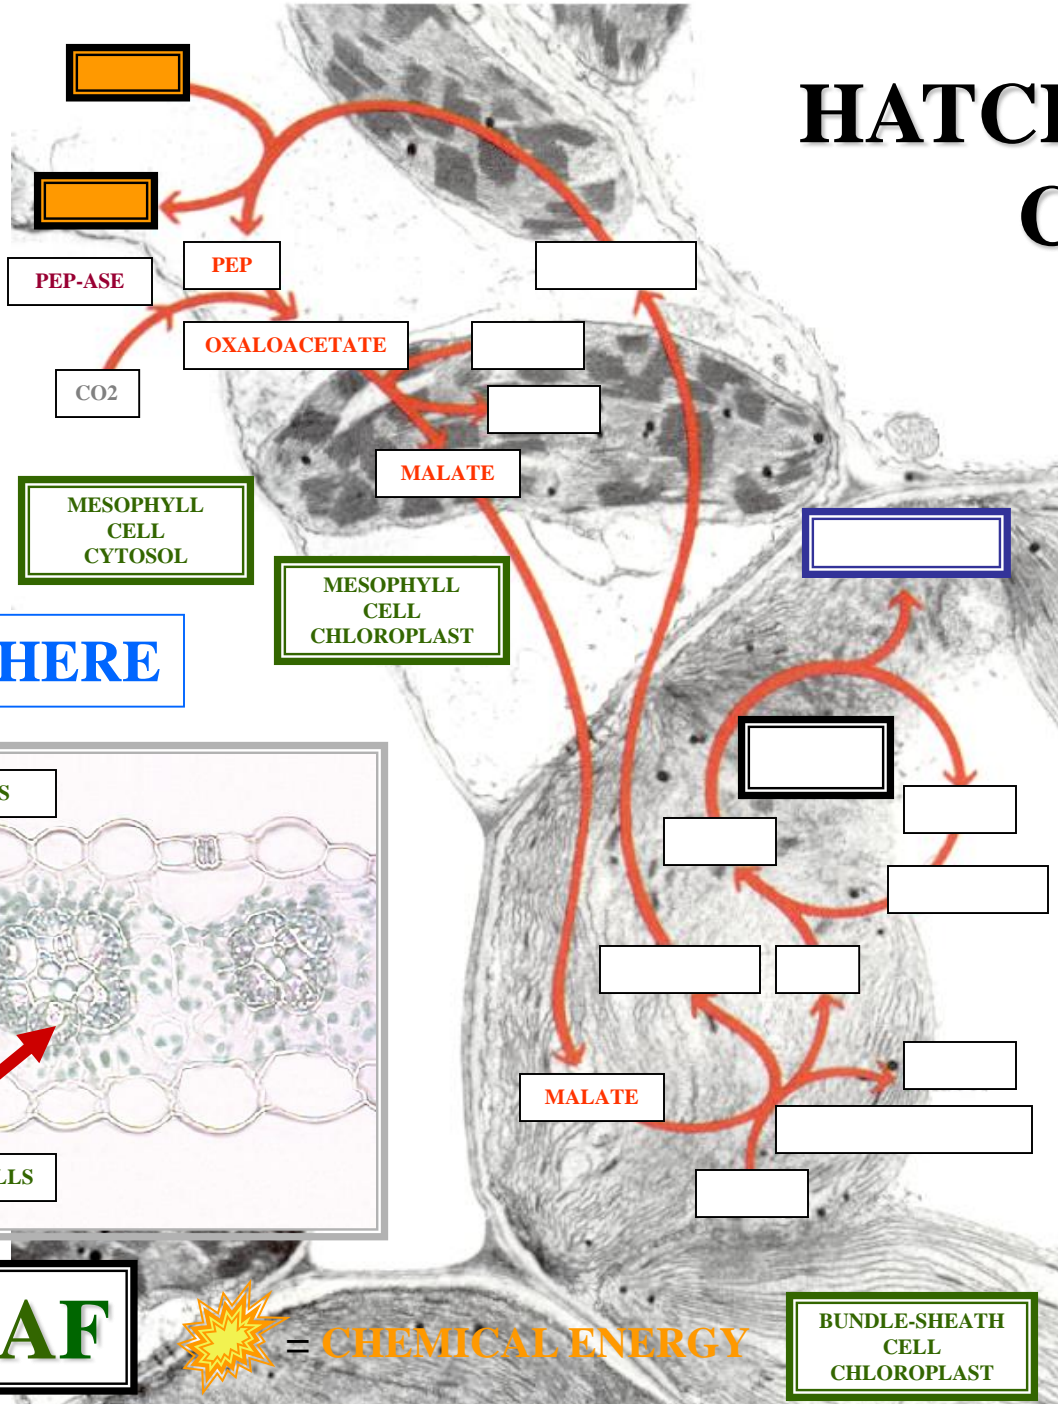 HATC
C
PEP-ASE
PEP
OXALOACETATE
CO2
MALATE
MESOPHYLL
CELL
CYTOSOL
MESOPHYLL
CELL
CHLOROPLAST
HERE
S
MALATE
LLS
AF
= CHEMICAL ENERGY
BUNDLE-SHEATH
CELL
CHLOROPLAST